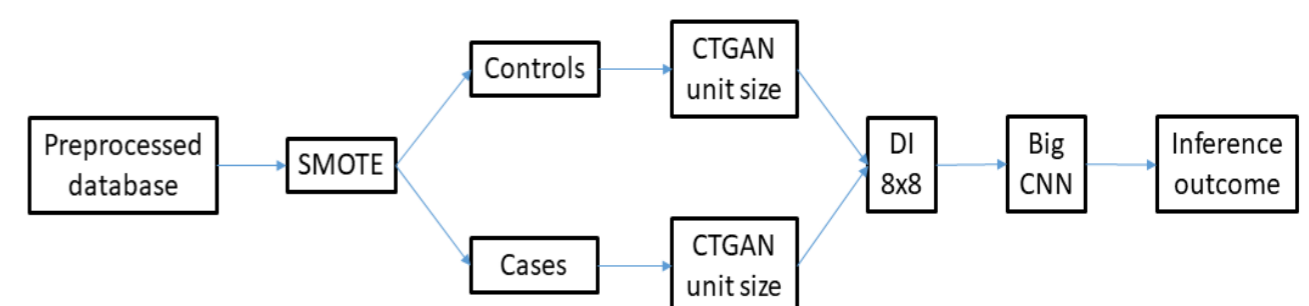 Preprocessed
database
SMOTE
Controls
CTGAN
unit size
Cases
CTGAN
unit size
DI
8x8
Big
CNN
Inference
outcome